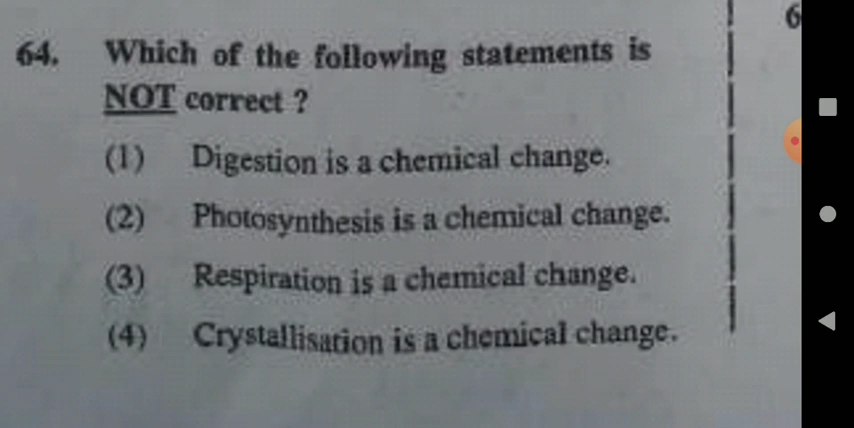 64. Which of the following statements is
NOT correct ?
(1) Digestion is a chemical change.
(2) Photosynthesis is a chemical change.
(3) Respiration is a chemical change.
(4) Crystallisation is a chemical change.
6